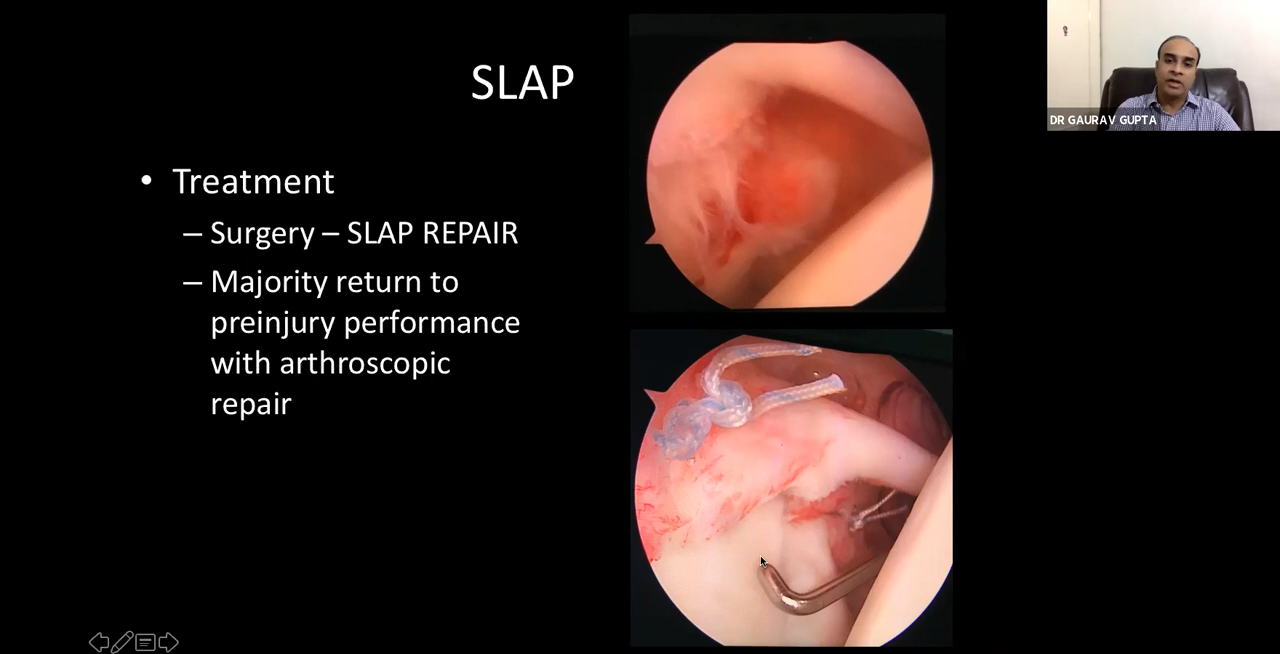 SLAP
• Treatment
– Surgery – SLAP REPAIR
– Majority return to
preinjury performance
with arthroscopic
repair
DR GAURAV GUPTA